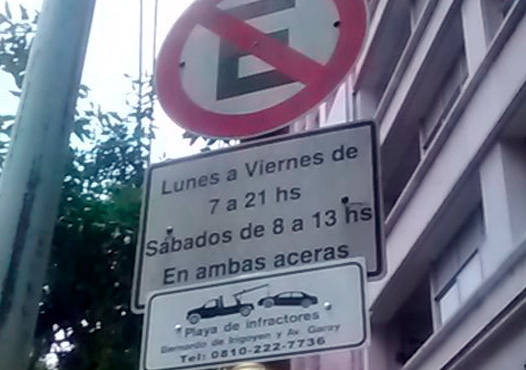 E
Lunes a Viernes de
7 a 21 hs
Sábados de 8 a 13 hs
En ambas aceras
Playa de infractores
Bernardo de Irigoyen y Av. Garay
Tel: 0810-222-7736